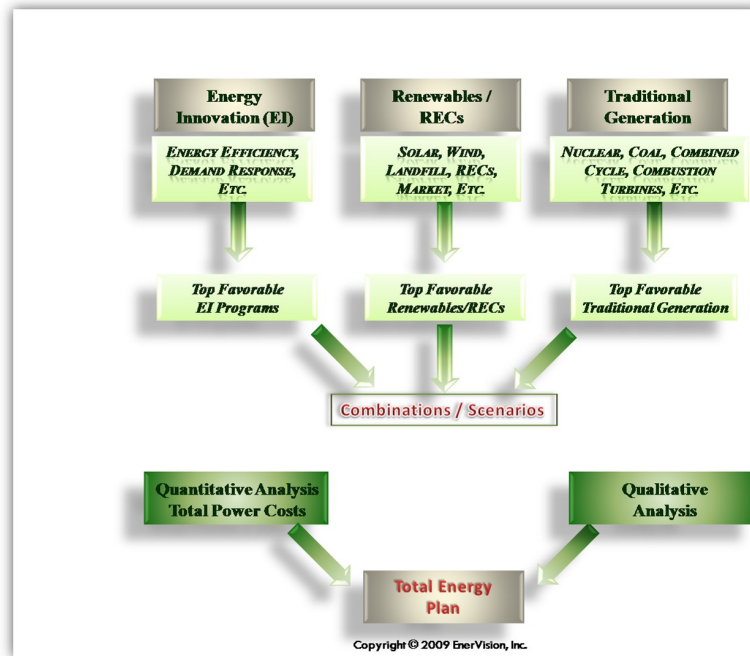 Energy
Innovation (EI)
Renewables /
RECs
Traditional
Generation
ENERGY EFFICIENCY,
DEMAND RESPONSE,
ETC.
SOLAR, WIND,
LANDFILL, RECS,
MARKET, ETC.
NUCLEAR, COAL, COMBINED
CYCLE, COMBUSTION
TURBINES, ETC.
Top Favorable
EI Programs
Top Favorable
Renewables/RECs
Top Favorable
Traditional Generation
Combinations / Scenarios
Quantitative Analysis
Total Power Costs
Qualitative
Analysis
Total Energy
Plan
Copyright © 2009 EnerVision, Inc.